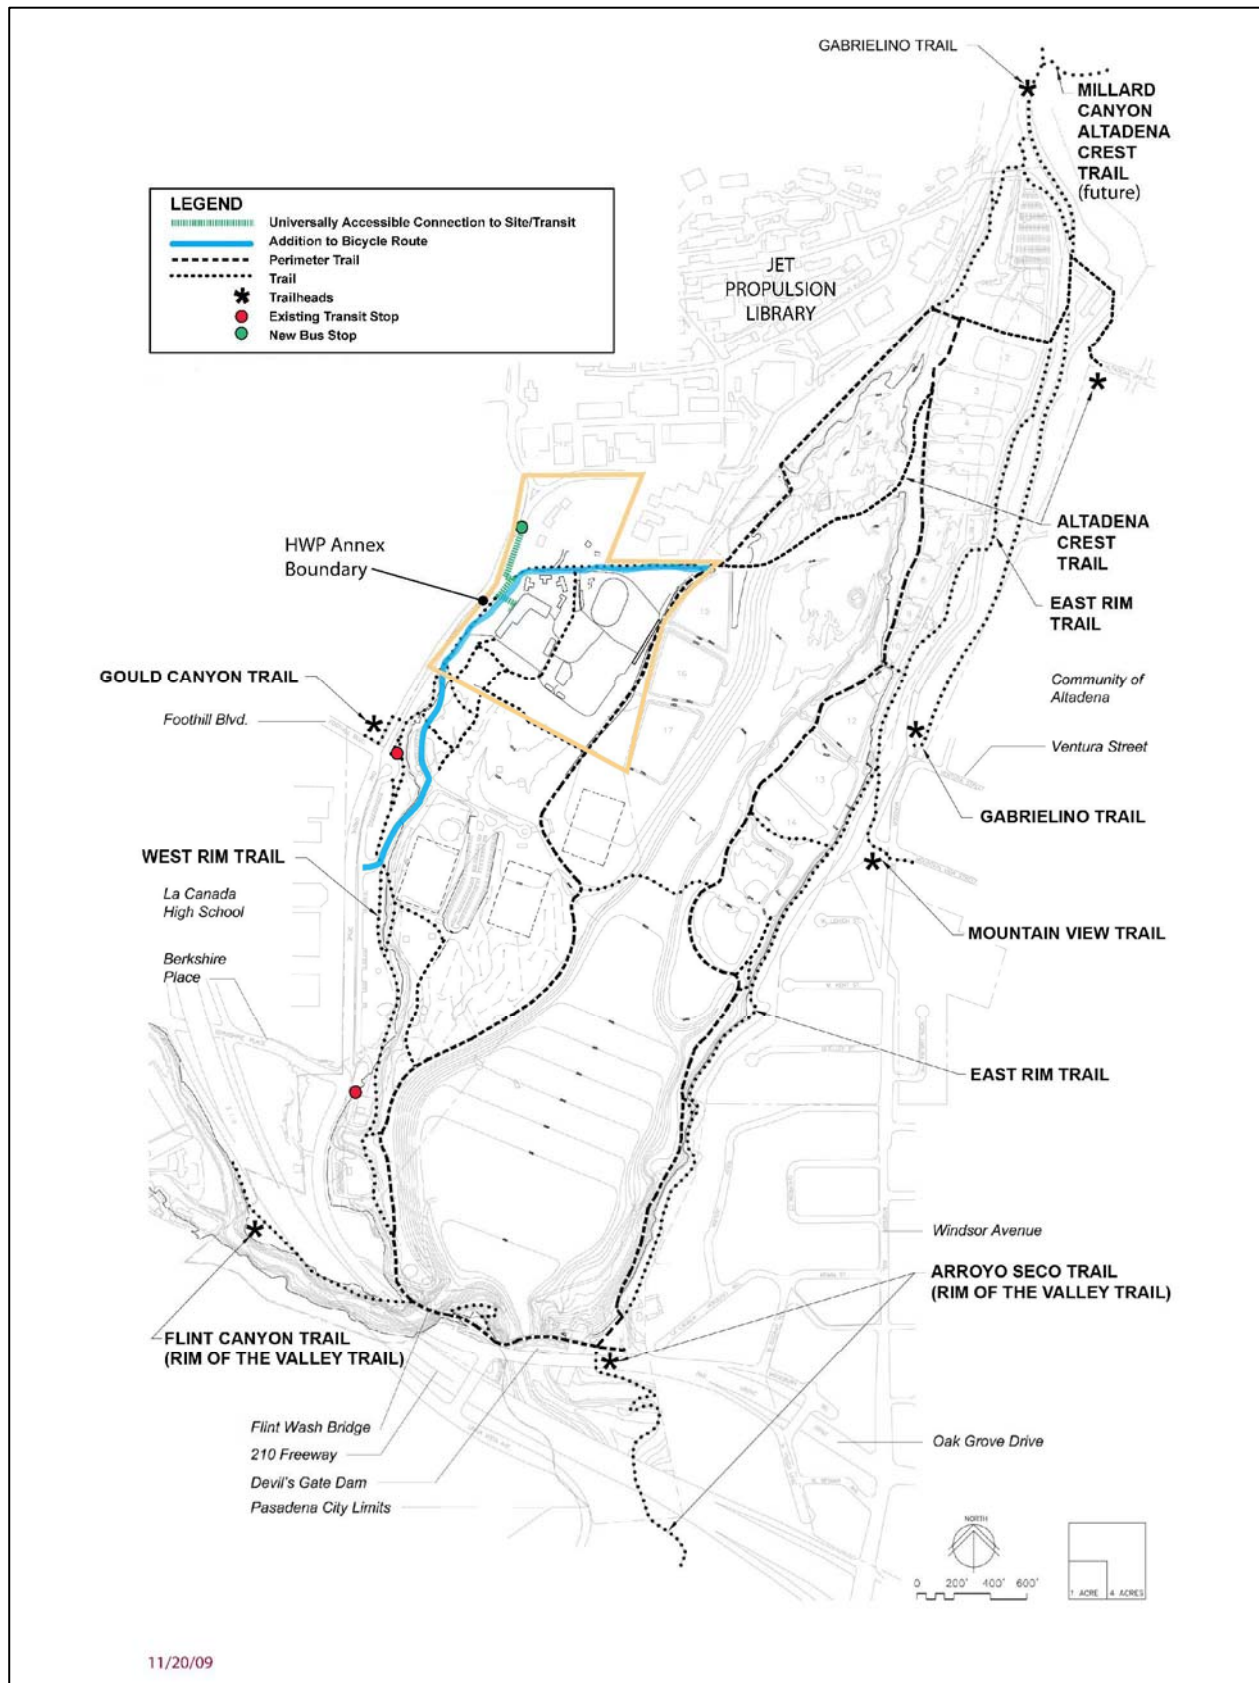 GABRIELINO TRAIL
MILLARD
CANYON
ALTADENA
CREST
TRAIL
(future)
LEGEND
Universally Accessible Connection to Site/Transit
Addition to Bicycle Route
Perimeter Trail
Trail
Trailheads
Existing Transit Stop
New Bus Stop
JET
PROPULSION
LIBRARY
HWP Annex
Boundary
ALTADENA
CREST
TRAIL
EAST RIM
TRAIL
GOULD CANYON TRAIL
Foothill Blvd.
Community of
Altadena
Ventura Street
GABRIELINO TRAIL
WEST RIM TRAIL
La Canada
High School
MOUNTAIN VIEW TRAIL
Berkshire
Place
EAST RIM TRAIL
Windsor Avenue
ARROYO SECO TRAIL
(RIM OF THE VALLEY TRAIL)
FLINT CANYON TRAIL
(RIM OF THE VALLEY TRAIL)
Flint Wash Bridge
210 Freeway
Devil's Gate Dam
Pasadena City Limits
Oak Grove Drive
NORTH
0 200' 400' 600'
1 ACRE 4 ACRES
11/20/09